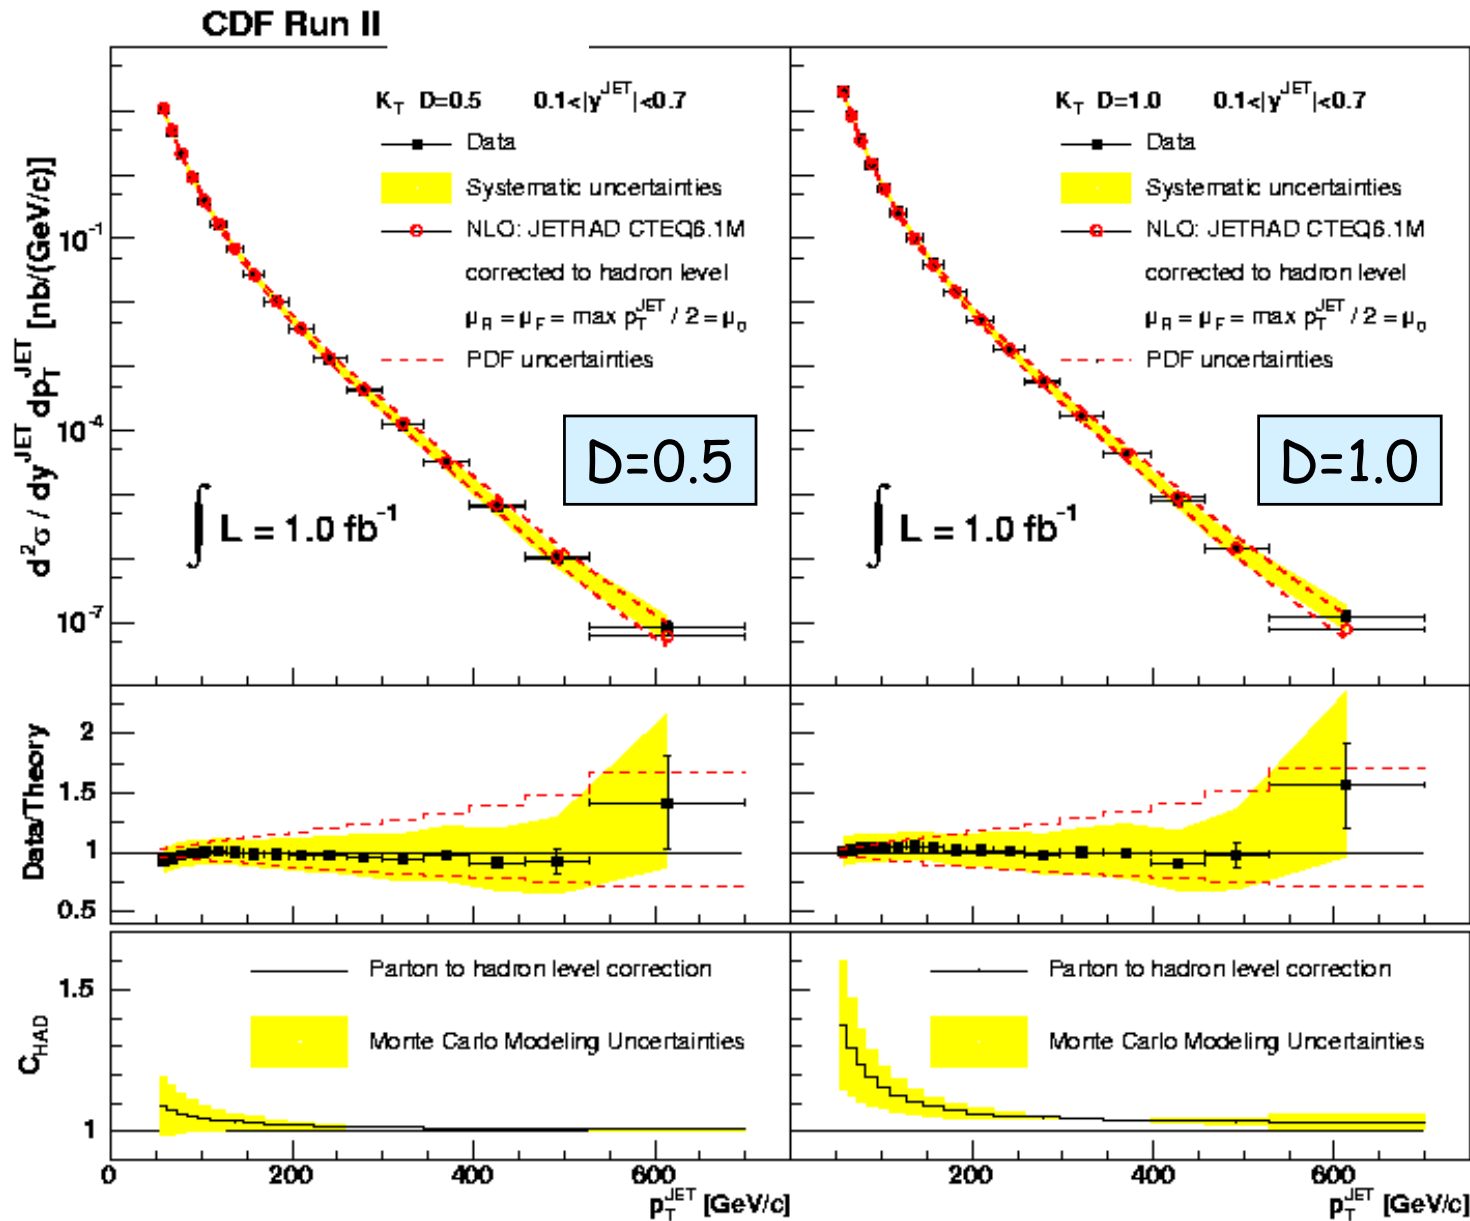 CDF Run II
K_T D=0.5 0.1<|y^JET|<0.7
Data
Systematic uncertainties
NLO: JETRAD CTEQ6.1M
corrected to hadron level
μ_R = μ_F = max p_T^JET / 2 = μ_0
PDF uncertainties
D=0.5
∫ L = 1.0 fb^-1
K_T D=1.0 0.1<|y^JET|<0.7
Data
Systematic uncertainties
NLO: JETRAD CTEQ6.1M
corrected to hadron level
μ_R = μ_F = max p_T^JET / 2 = μ_0
PDF uncertainties
D=1.0
∫ L = 1.0 fb^-1
d^2σ / dy^JET dp_T^JET [nb/(GeV/c)]
10^-1
10^-4
10^-7
Data/Theory
2
1.5
1
0.5
C_HAD
1.5
1
Parton to hadron level correction
Monte Carlo Modeling Uncertainties
Parton to hadron level correction
Monte Carlo Modeling Uncertainties
0 200 400 600
200 400 600
p_T^JET [GeV/c]
p_T^JET [GeV/c]